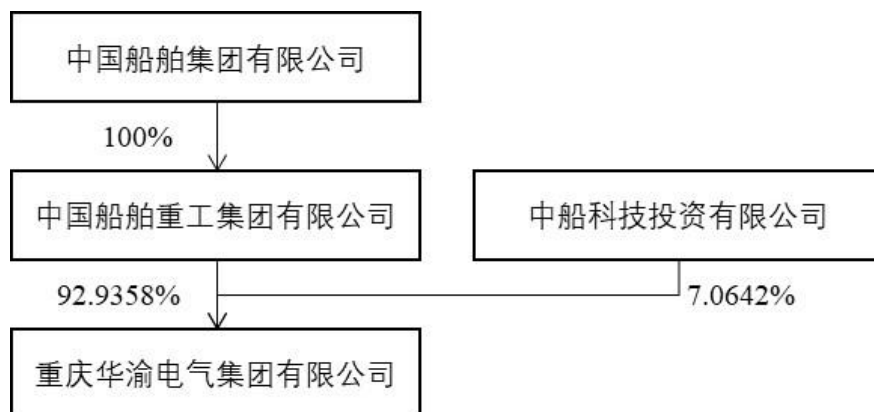 中国船舶集团有限公司
100%
中国船舶重工集团有限公司
中船科技投资有限公司
92.9358%
7.0642%
重庆华渝电气集团有限公司